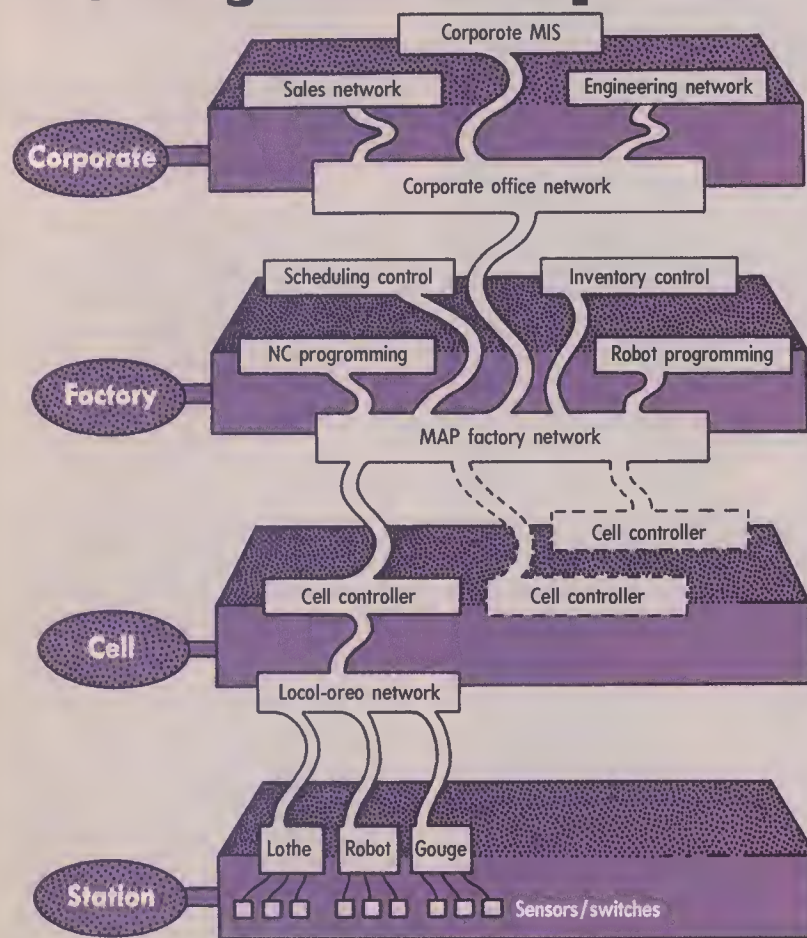 Corporote MIS
Sales network
Engineering network
Corporate
Corporate office network
Scheduling control
Inventory control
NC programming
Robot programming
Factory
MAP factory network
Cell controller
Cell controller
Cell controller
Cell
Locol-oreo network
Lothe
Robot
Gouge
Station
Sensors/switches